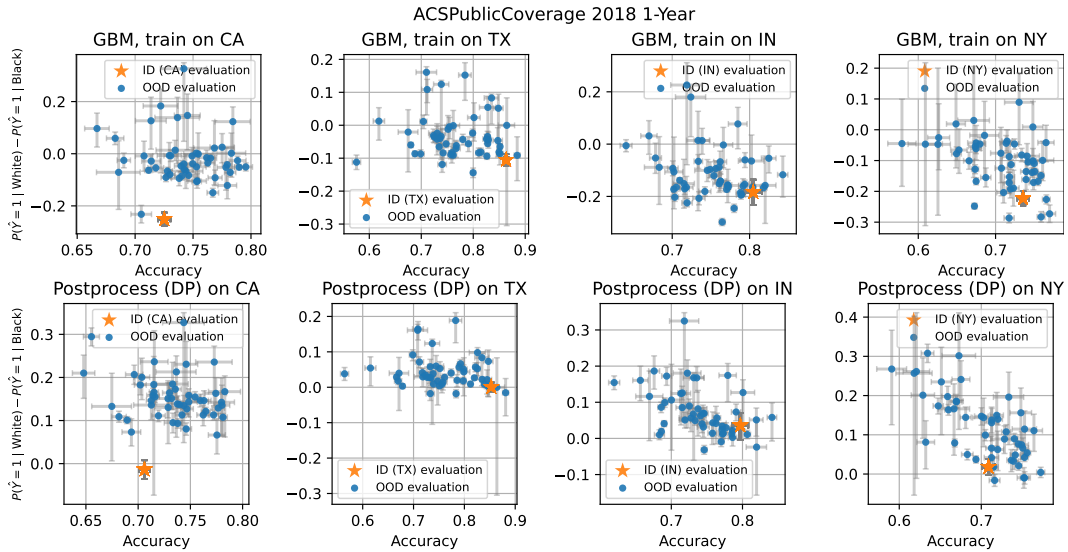 ACSPublicCoverage 2018 1-Year
GBM, train on CA
GBM, train on TX
GBM, train on IN
GBM, train on NY
P(Ŷ = 1 | White) − P(Ŷ = 1 | Black)
0.2
0.0
−0.2
ID (CA) evaluation
OOD evaluation
0.65 0.70 0.75 0.80
Accuracy
0.2
0.1
0.0
−0.1
−0.2
−0.3
ID (TX) evaluation
OOD evaluation
0.6 0.7 0.8 0.9
Accuracy
0.2
0.0
−0.2
ID (IN) evaluation
OOD evaluation
0.7 0.8
Accuracy
0.2
0.1
0.0
−0.1
−0.2
−0.3
ID (NY) evaluation
OOD evaluation
0.6 0.7
Accuracy
Postprocess (DP) on CA
Postprocess (DP) on TX
Postprocess (DP) on IN
Postprocess (DP) on NY
P(Ŷ = 1 | White) − P(Ŷ = 1 | Black)
0.3
0.2
0.1
0.0
ID (CA) evaluation
OOD evaluation
0.65 0.70 0.75 0.80
Accuracy
0.2
0.1
0.0
−0.1
−0.2
−0.3
ID (TX) evaluation
OOD evaluation
0.6 0.7 0.8 0.9
Accuracy
0.3
0.2
0.1
0.0
−0.1
ID (IN) evaluation
OOD evaluation
0.7 0.8
Accuracy
0.4
0.3
0.2
0.1
0.0
ID (NY) evaluation
OOD evaluation
0.6 0.7
Accuracy